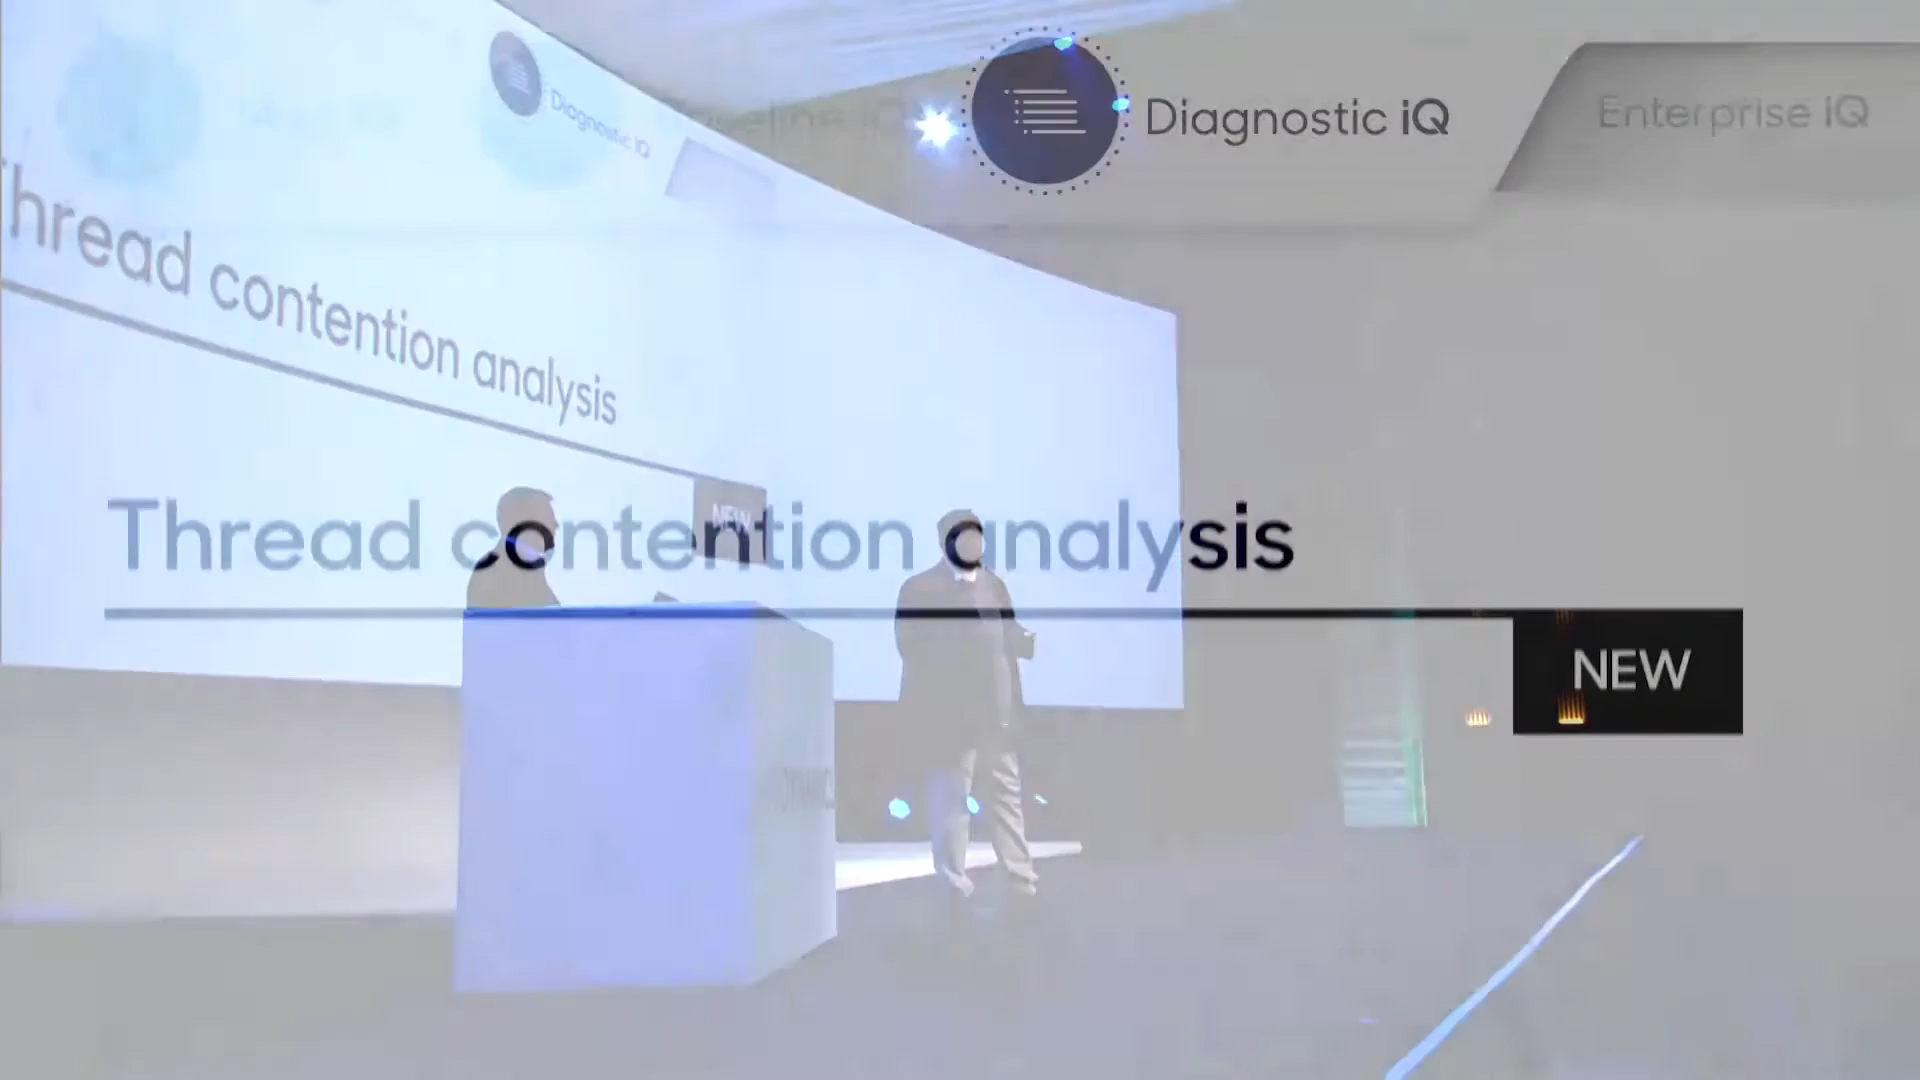 Diagnostic iQ
Enterprise iQ
Diagnostic iQ
Thread contention analysis
NEW
Thread contention analysis
NEW